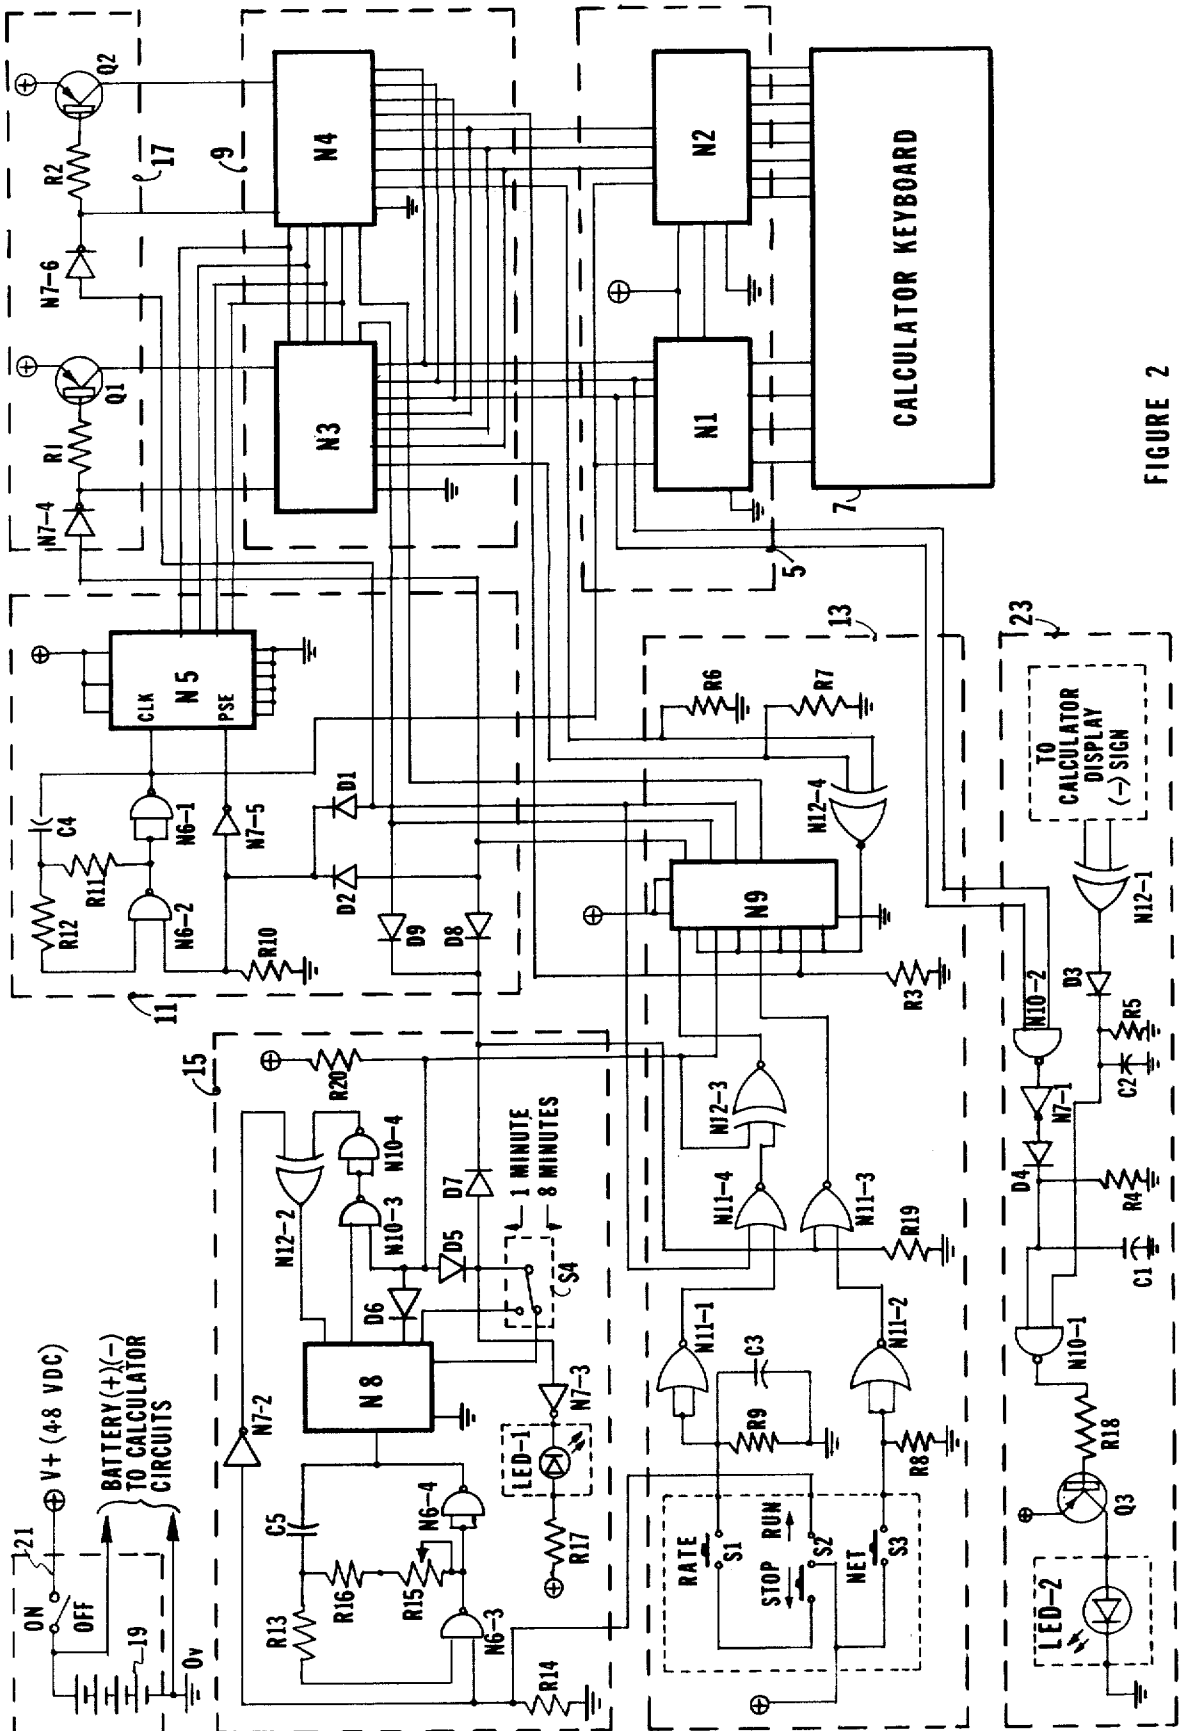 ON
OFF
21
V+ (4·8 VDC)
BATTERY (+)(-)
TO CALCULATOR
CIRCUITS
19
0v
15
N7-2
R20
N12-2
N10-4
N10-3
C5
N8
D6
D5
D7
1 MINUTE
8 MINUTES
S4
R13
R16
R15
N6-4
N6-3
R14
LED-1
N7-3
R17
11
R12
C4
R11
N6-2
N6-1
CLK
PSE
N5
N7-5
R10
D2
D1
D9
D8
N7-4
R1
Q1
N7-6
R2
Q2
17
9
N3
N4
5
N1
N2
7
CALCULATOR KEYBOARD
13
R6
R7
N12-4
N9
R3
N12-3
N11-4
N11-3
R19
N11-1
N11-2
C3
R9
R8
RATE
S1
STOP RUN
S2
NET
S3
23
TO
CALCULATOR
DISPLAY
(-) SIGN
N12-1
D3
N10-2
R5
C2
N7-1
D4
R4
C1
N10-1
R18
Q3
LED-2
FIGURE 2